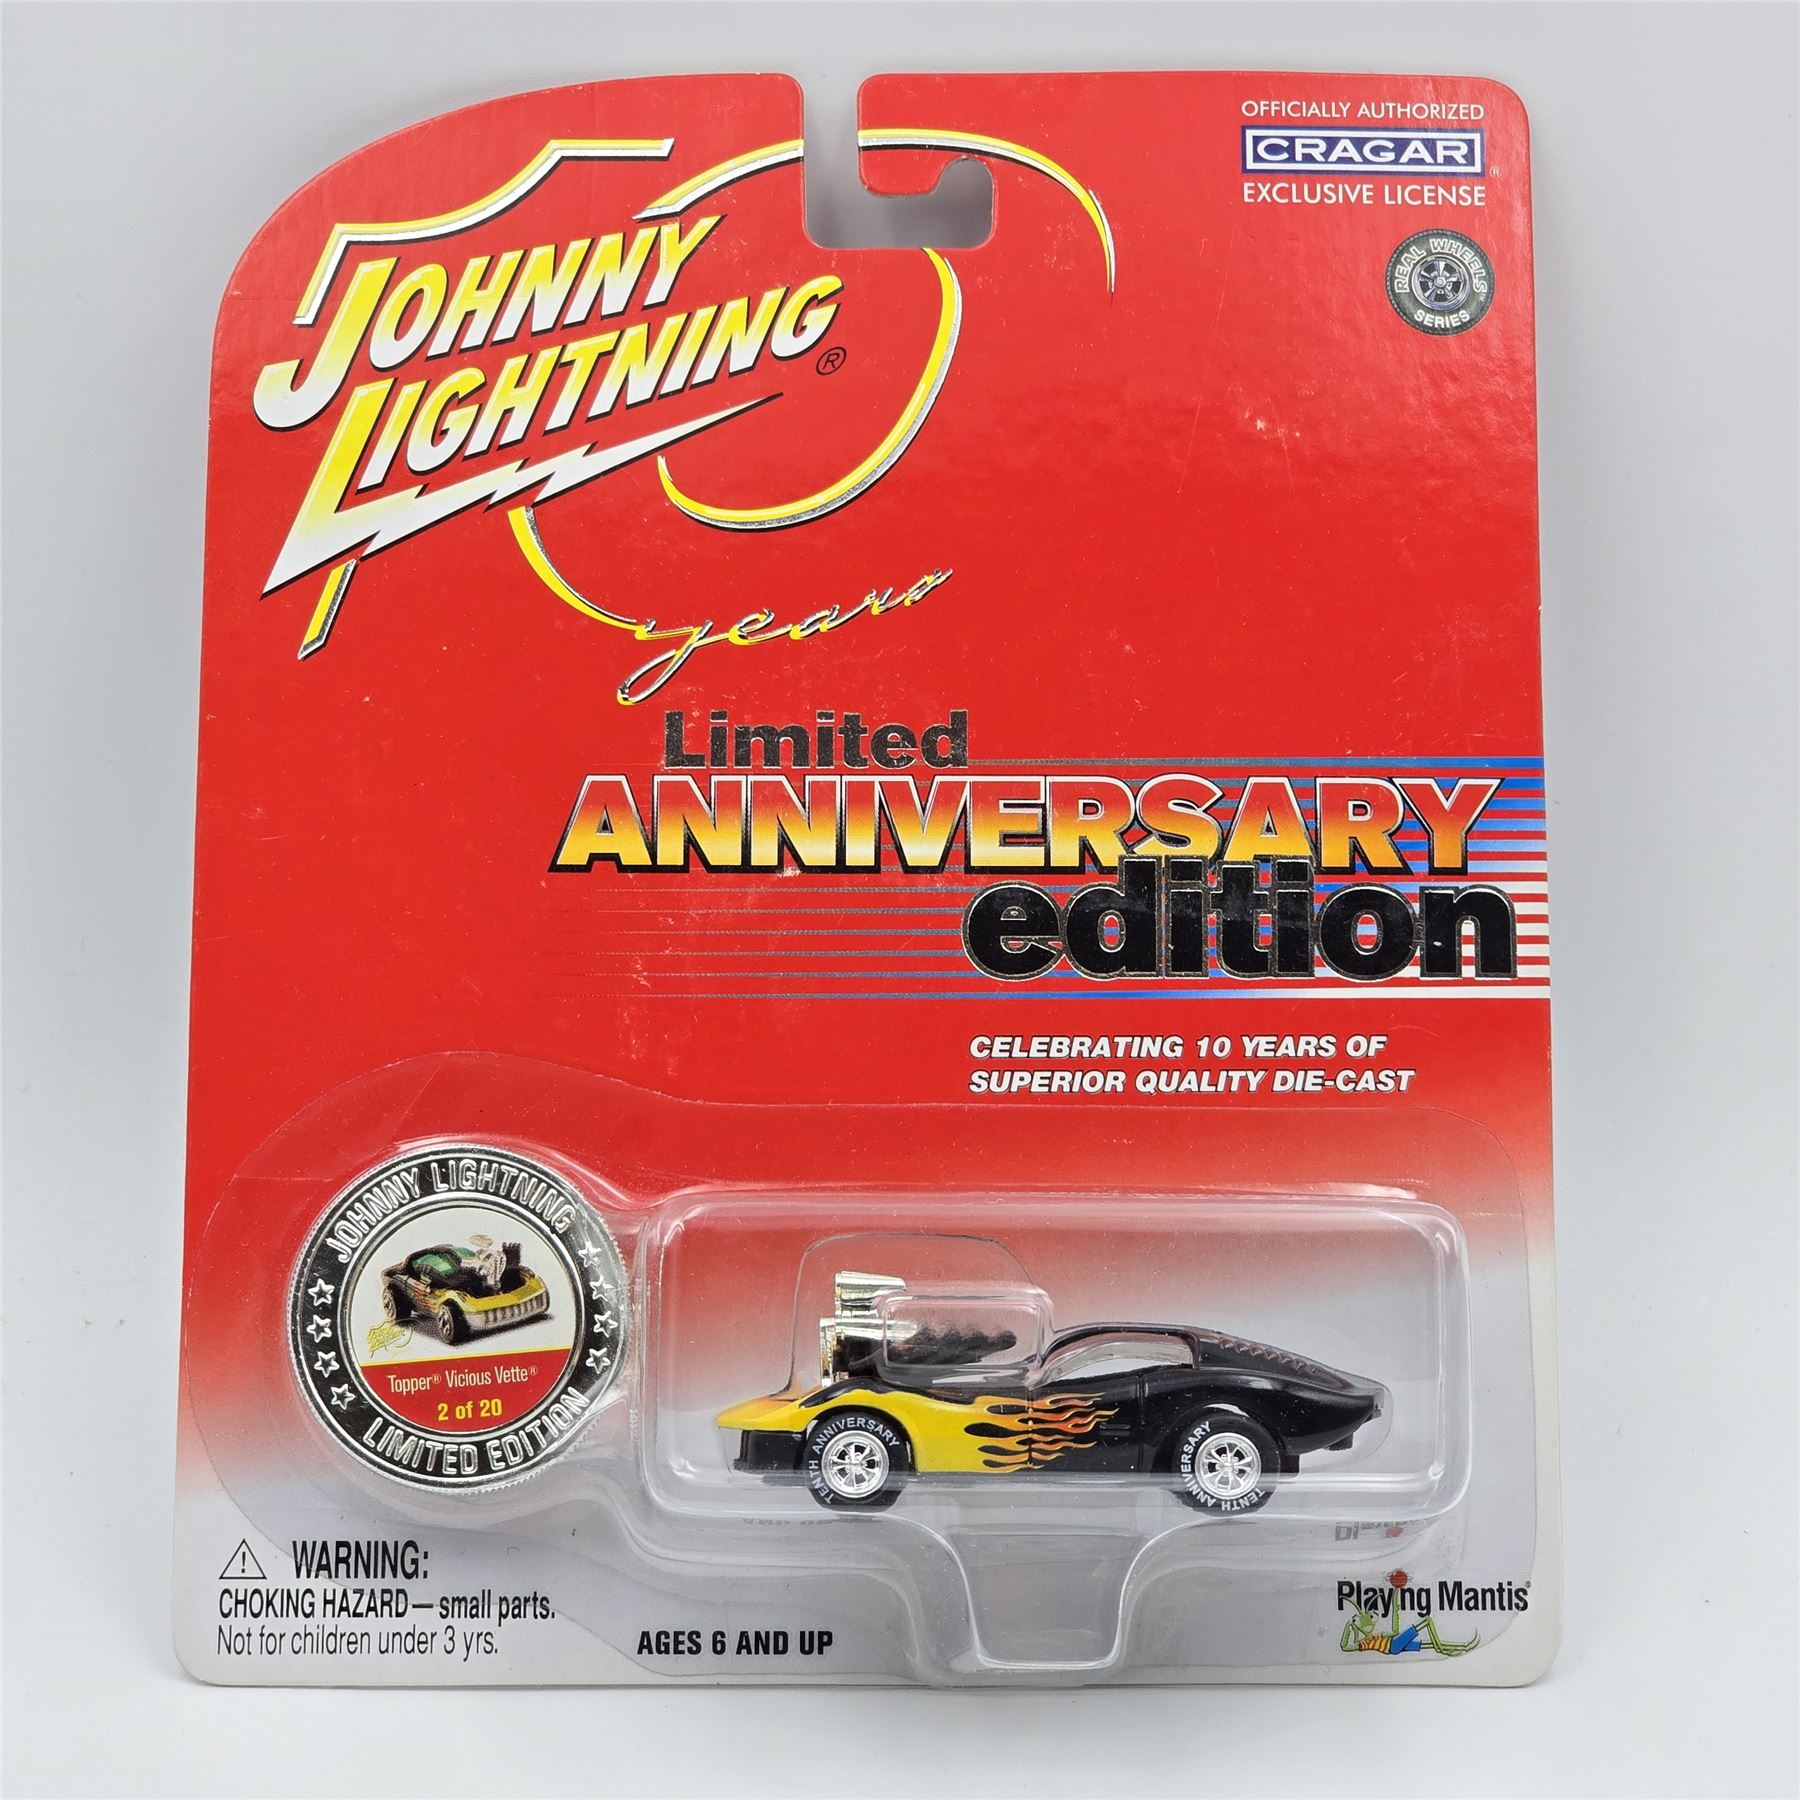 OFFICIALLY AUTHORIZED
CRAGAR®
EXCLUSIVE LICENSE
REAL WHEELS™
SERIES
JOHNNY
LIGHTNING®
years
Limited
ANNIVERSARY
edition
CELEBRATING 10 YEARS OF
SUPERIOR QUALITY DIE-CAST
JOHNNY LIGHTNING
Topper® Vicious Vette®
2 of 20
LIMITED EDITION
TENTH ANNIVERSARY
TENTH ANNIVERSARY
⚠ WARNING:
CHOKING HAZARD — small parts.
Not for children under 3 yrs.
AGES 6 AND UP
Playing Mantis®